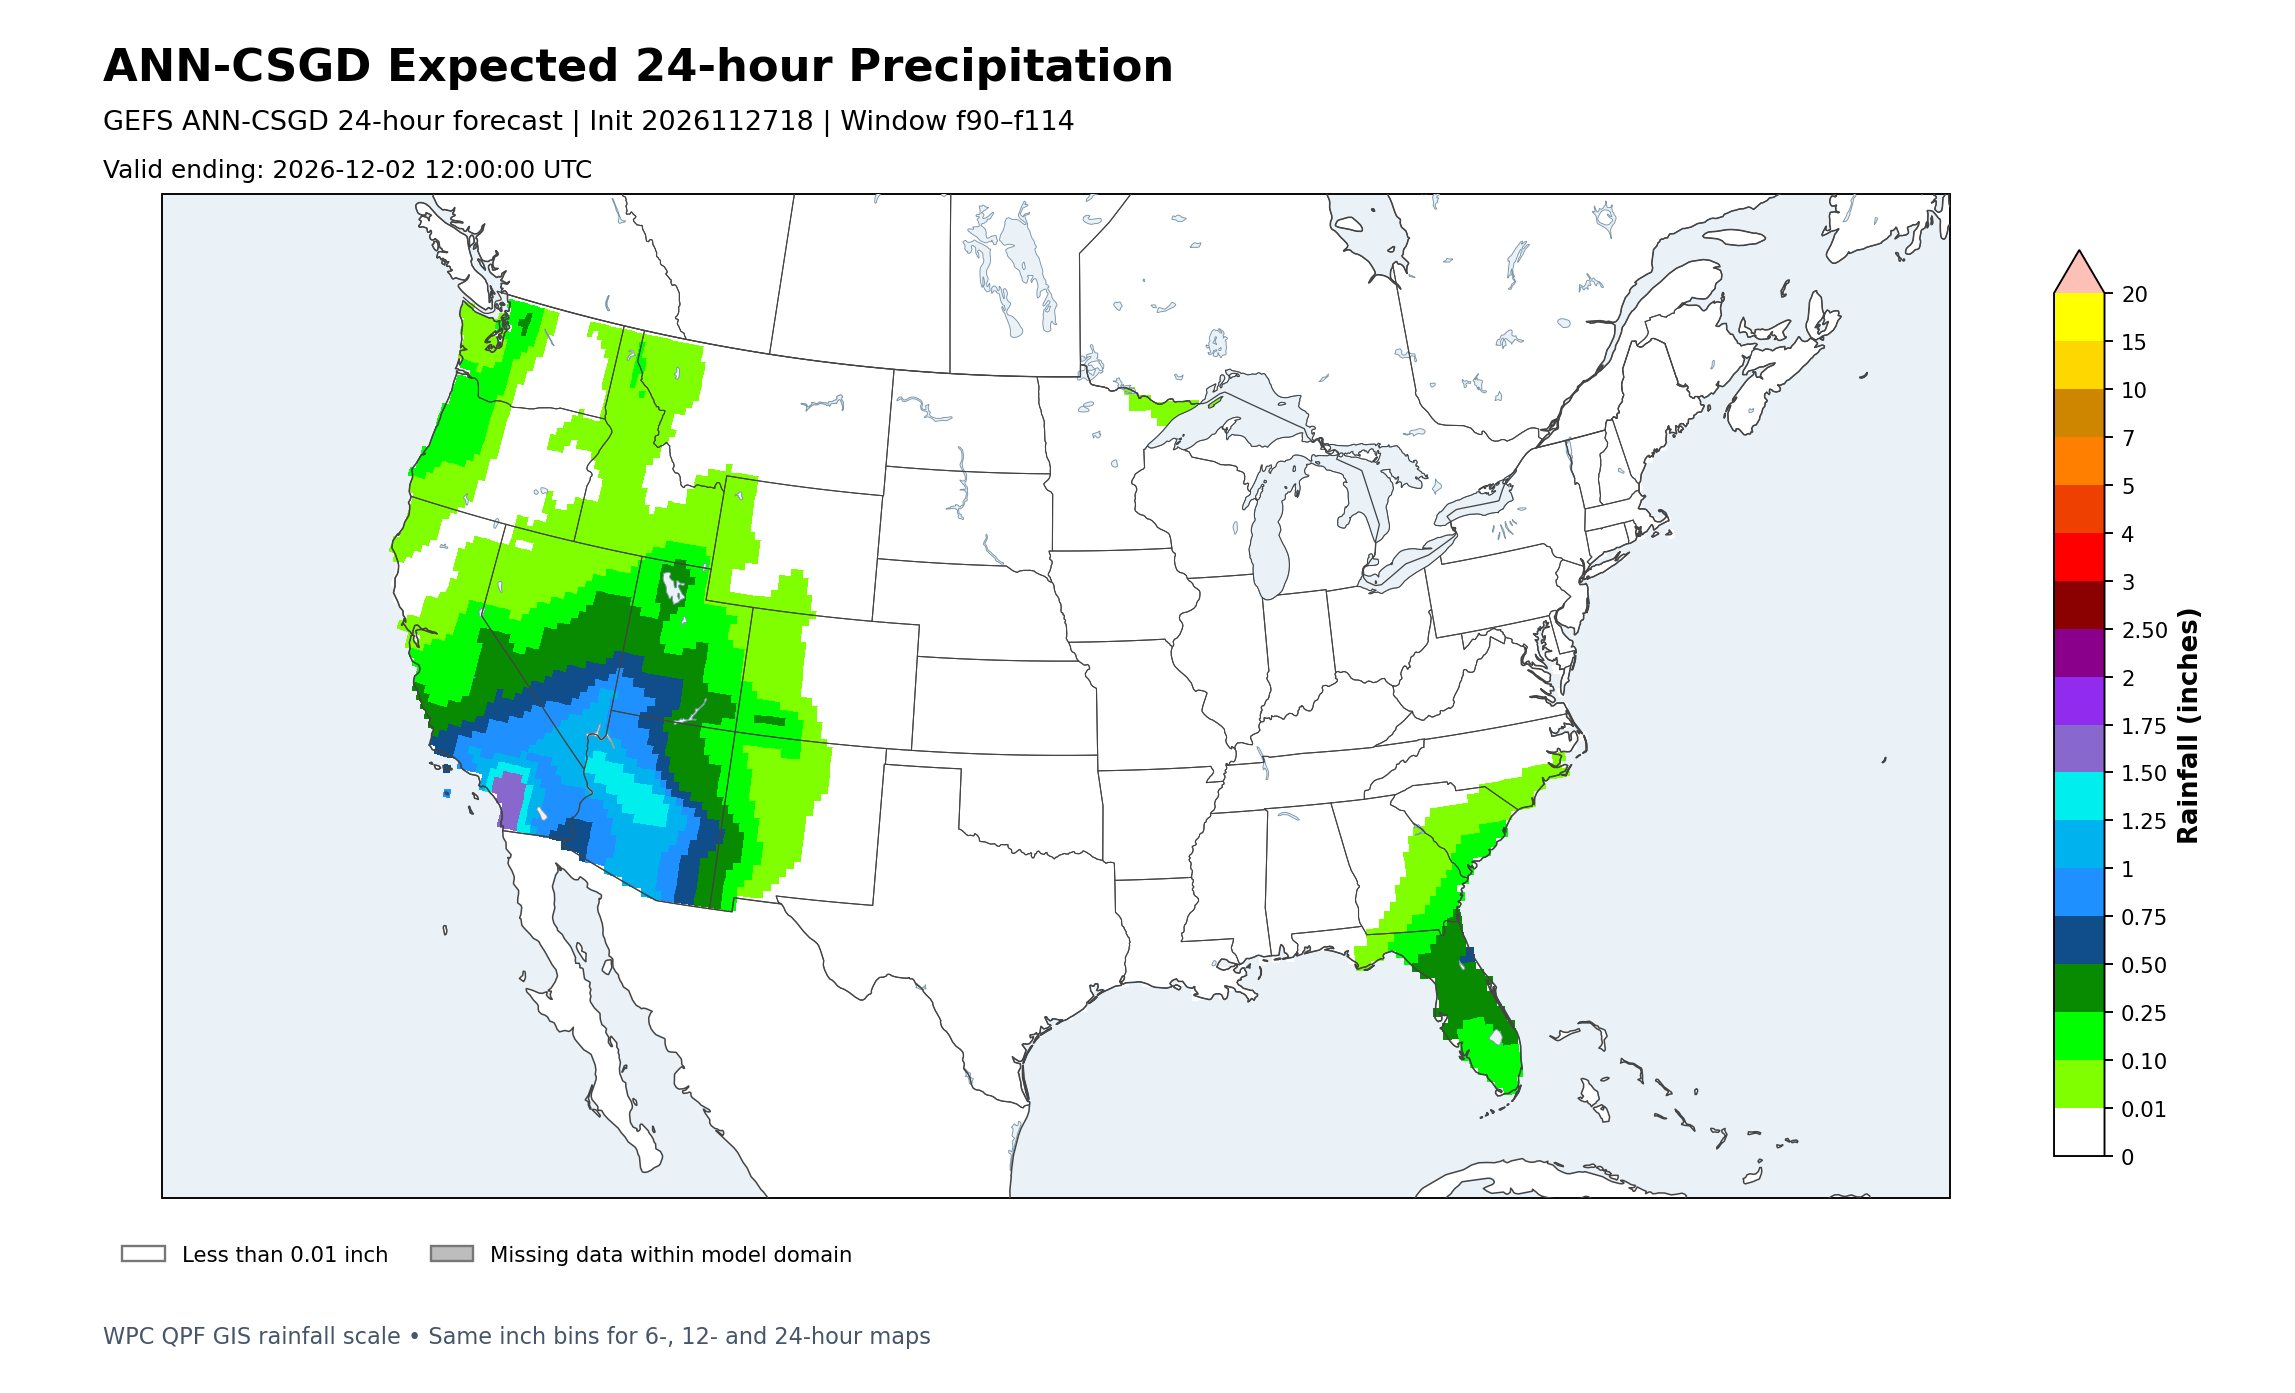 ANN-CSGD Expected 24-hour Precipitation
GEFS ANN-CSGD 24-hour forecast | Init 2026112718 | Window f90–f114
Valid ending: 2026-12-02 12:00:00 UTC
20
15
10
7
5
4
3
2.50
2
1.75
1.50
1.25
1
0.75
0.50
0.25
0.10
0.01
0
Rainfall (inches)
Less than 0.01 inch
Missing data within model domain
WPC QPF GIS rainfall scale • Same inch bins for 6-, 12- and 24-hour maps